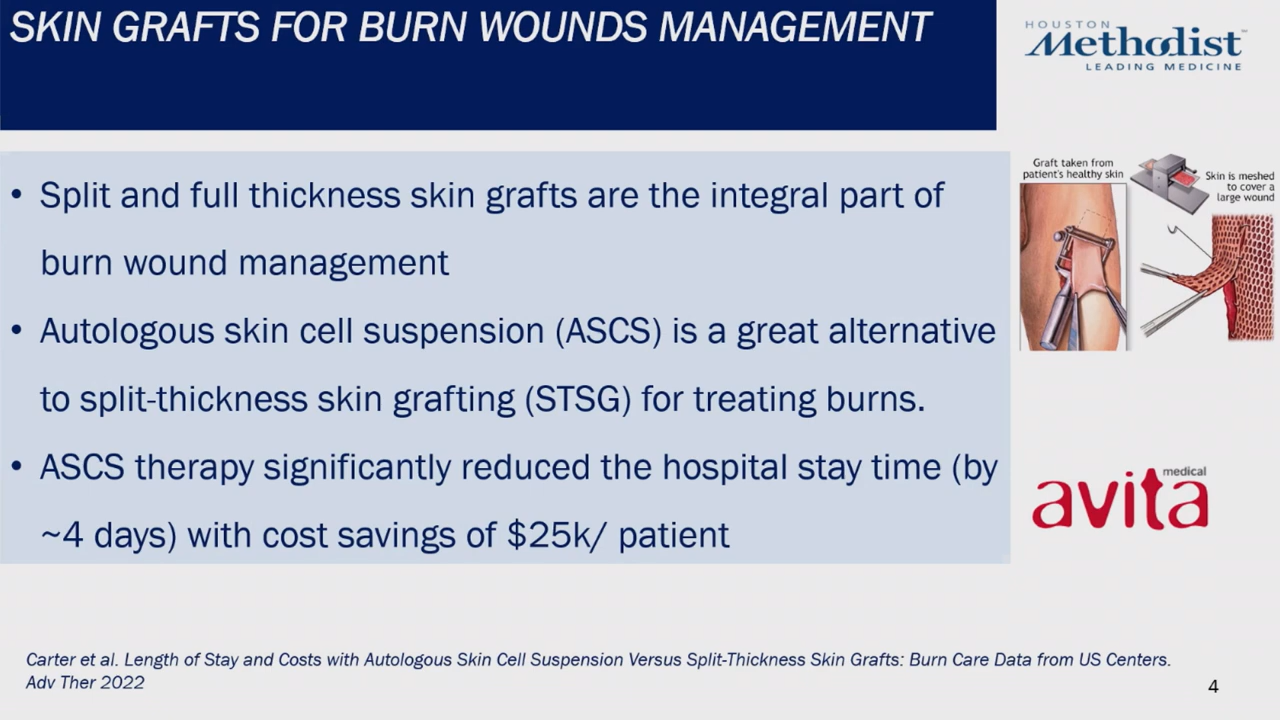 SKIN GRAFTS FOR BURN WOUNDS MANAGEMENT
HOUSTON
Methodist
LEADING MEDICINE
• Split and full thickness skin grafts are the integral part of
burn wound management
• Autologous skin cell suspension (ASCS) is a great alternative
to split-thickness skin grafting (STSG) for treating burns.
• ASCS therapy significantly reduced the hospital stay time (by
~4 days) with cost savings of $25k/ patient
Graft taken from
patient's healthy skin
Skin is meshed
to cover a
large wound
avita medical
Carter et al. Length of Stay and Costs with Autologous Skin Cell Suspension Versus Split-Thickness Skin Grafts: Burn Care Data from US Centers.
Adv Ther 2022
4